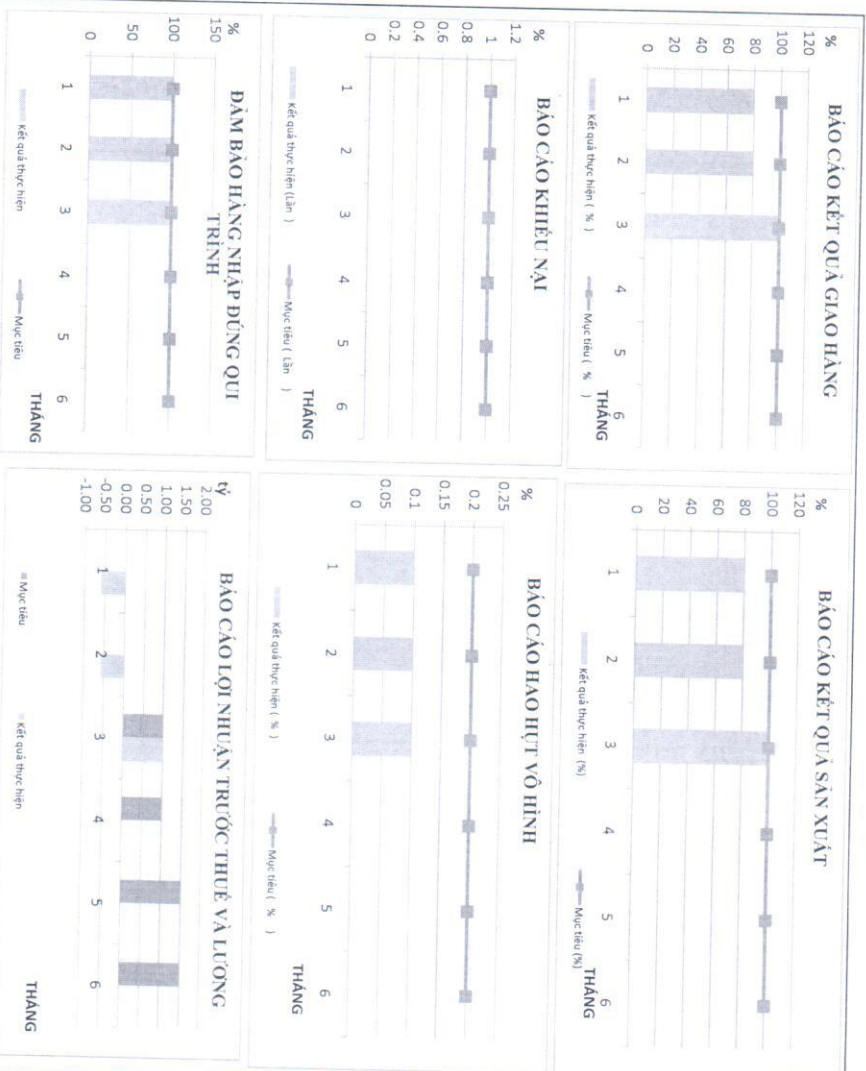 BÁO CÁO KẾT QUẢ GIAO HÀNG
%
120
100
80
60
40
20
0
1 2 3 4 5 6
THÁNG
Kết quả thực hiện ( % ) Mục tiêu ( % )
BÁO CÁO KẾT QUẢ SẢN XUẤT
%
120
100
80
60
40
20
0
1 2 3 4 5 6
THÁNG
Kết quả thực hiện (%) Mục tiêu (%)
BÁO CÁO KHIẾU NẠI
%
1.2
1
0.8
0.6
0.4
0.2
0
1 2 3 4 5 6
THÁNG
Kết quả thực hiện (Lần ) Mục tiêu ( Lần )
BÁO CÁO HAO HỤT VÔ HÌNH
%
0.25
0.2
0.15
0.1
0.05
0
1 2 3 4 5 6
THÁNG
Kết quả thực hiện ( % ) Mục tiêu ( % )
ĐẢM BẢO HÀNG NHẬP ĐÚNG QUI
TRÌNH
%
150
100
50
0
1 2 3 4 5 6
THÁNG
Kết quả thực hiện Mục tiêu
BÁO CÁO LỢI NHUẬN TRƯỚC THUẾ VÀ LƯƠNG
tỷ
2.00
1.50
1.00
0.50
0.00
-0.50
-1.00
1 2 3 4 5 6
THÁNG
Mục tiêu Kết quả thực hiện